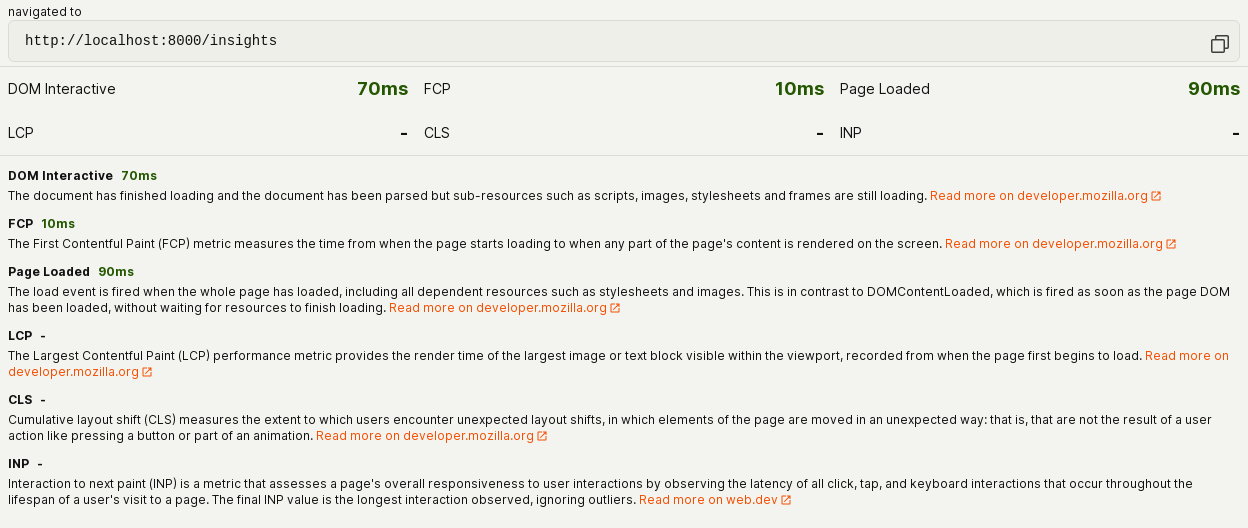 navigated to
http://localhost:8000/insights
DOM Interactive 70ms FCP 10ms Page Loaded 90ms
LCP - CLS - INP -
DOM Interactive 70ms
The document has finished loading and the document has been parsed but sub-resources such as scripts, images, stylesheets and frames are still loading. Read more on developer.mozilla.org
FCP 10ms
The First Contentful Paint (FCP) metric measures the time from when the page starts loading to when any part of the page's content is rendered on the screen. Read more on developer.mozilla.org
Page Loaded 90ms
The load event is fired when the whole page has loaded, including all dependent resources such as stylesheets and images. This is in contrast to DOMContentLoaded, which is fired as soon as the page DOM
has been loaded, without waiting for resources to finish loading. Read more on developer.mozilla.org
LCP -
The Largest Contentful Paint (LCP) performance metric provides the render time of the largest image or text block visible within the viewport, recorded from when the page first begins to load. Read more on
developer.mozilla.org
CLS -
Cumulative layout shift (CLS) measures the extent to which users encounter unexpected layout shifts, in which elements of the page are moved in an unexpected way: that is, that are not the result of a user
action like pressing a button or part of an animation. Read more on developer.mozilla.org
INP -
Interaction to next paint (INP) is a metric that assesses a page's overall responsiveness to user interactions by observing the latency of all click, tap, and keyboard interactions that occur throughout the
lifespan of a user's visit to a page. The final INP value is the longest interaction observed, ignoring outliers. Read more on web.dev